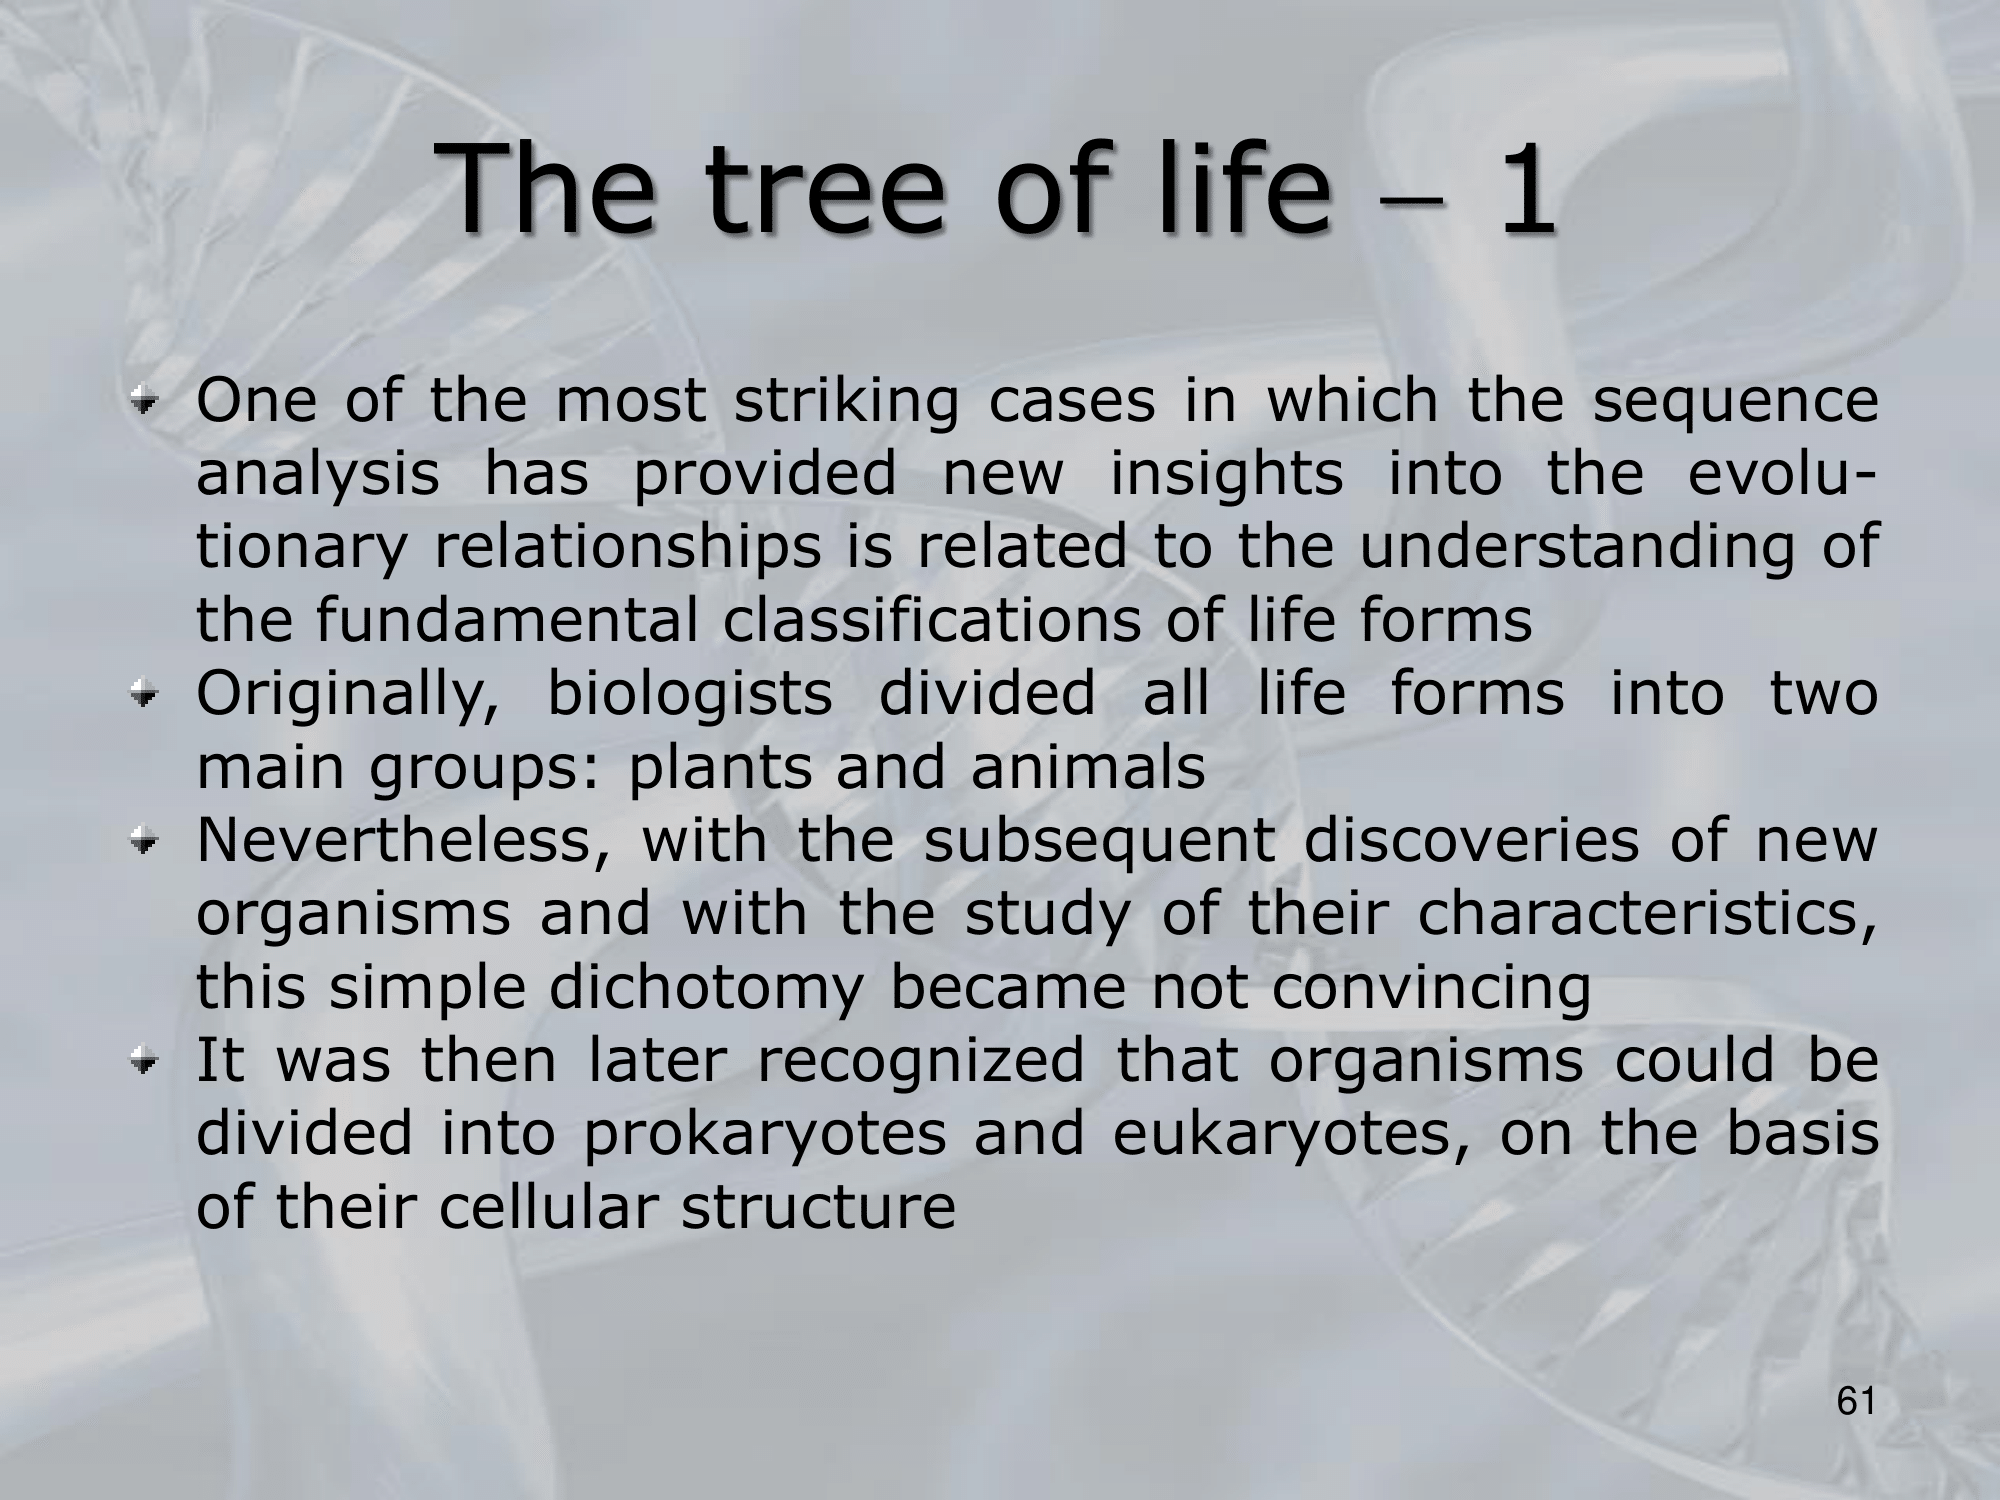 The tree of life – 1
One of the most striking cases in which the sequence
analysis has provided new insights into the evolu-
tionary relationships is related to the understanding of
the fundamental classifications of life forms
Originally, biologists divided all life forms into two
main groups: plants and animals
Nevertheless, with the subsequent discoveries of new
organisms and with the study of their characteristics,
this simple dichotomy became not convincing
It was then later recognized that organisms could be
divided into prokaryotes and eukaryotes, on the basis
of their cellular structure
61